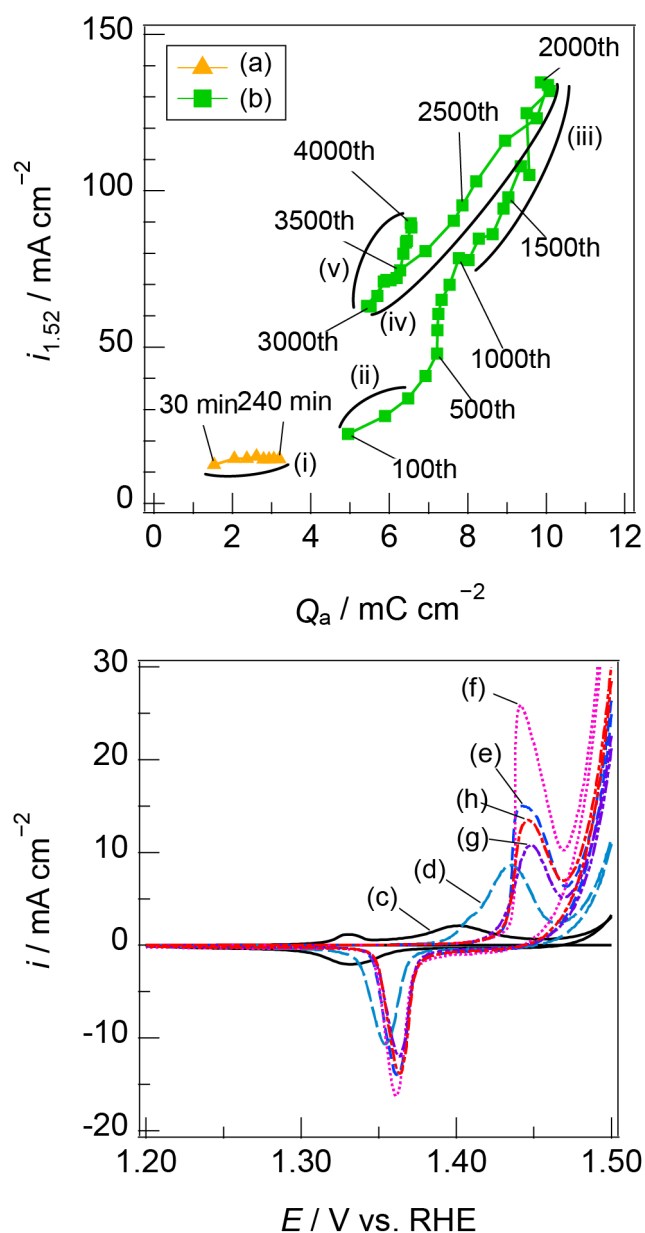 150
100
50
0
i1.52 / mA cm−2
(a)
(b)
2000th
2500th
(iii)
4000th
3500th
1500th
(v)
3000th
(iv)
1000th
(ii)
500th
30 min
240 min
(i)
100th
0 2 4 6 8 10 12
Qa / mC cm−2
30
20
10
0
-10
-20
i / mA cm−2
(f)
(e)
(h)
(g)
(d)
(c)
1.20 1.30 1.40 1.50
E / V vs. RHE